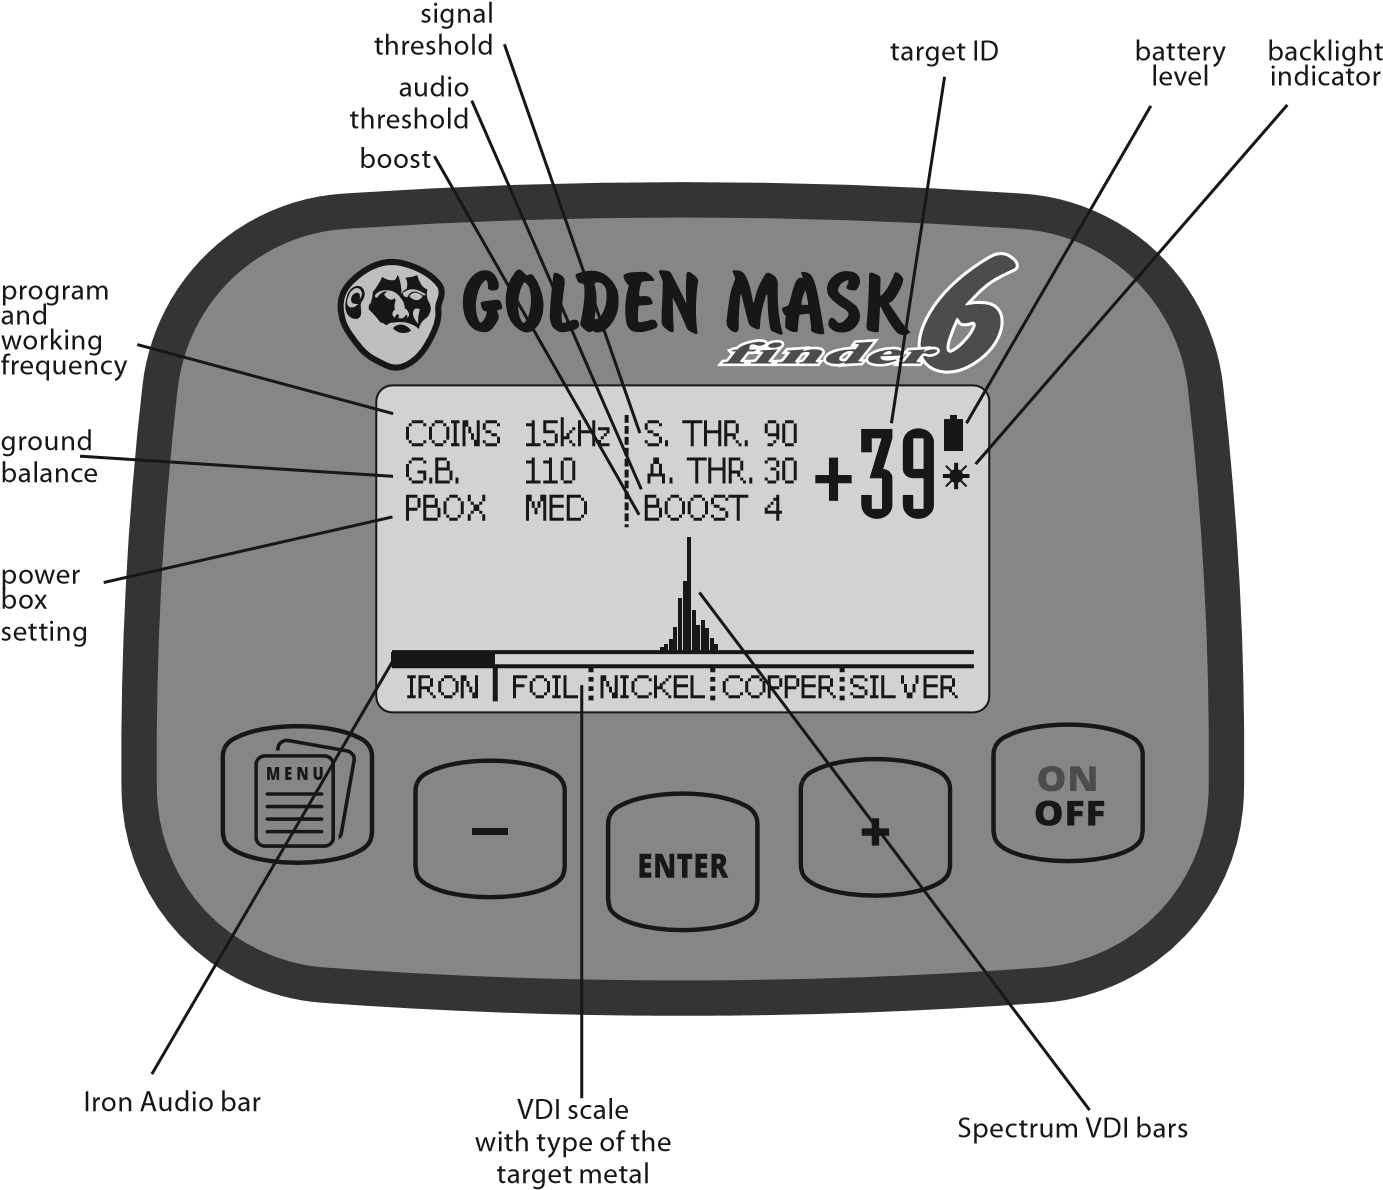 signal
threshold
audio
threshold
boost
target ID
battery
level
backlight
indicator
program
and
working
frequency
ground
balance
power
box
setting
GOLDEN MASK 6
finder
COINS 15kHz S. THR. 90
G.B. 110 A. THR. 30
PBOX MED BOOST 4
+39
IRON FOIL NICKEL COPPER SILVER
MENU
−
ENTER
+
ON
OFF
Iron Audio bar
VDI scale
with type of the
target metal
Spectrum VDI bars